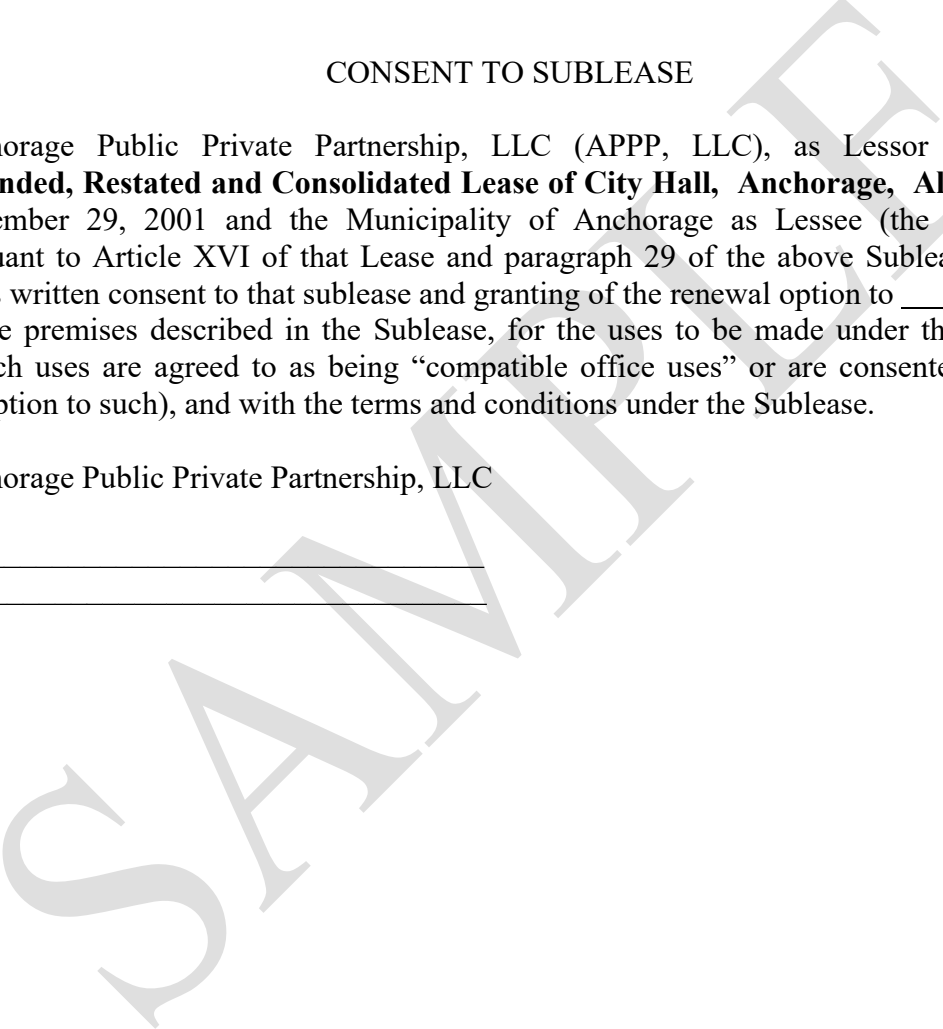 CONSENT TO SUBLEASE
norage Public Private Partnership, LLC (APPP, LLC), as Lessor
nded, Restated and Consolidated Lease of City Hall, Anchorage, Al
ember 29, 2001 and the Municipality of Anchorage as Lessee (the
uant to Article XVI of that Lease and paragraph 29 of the above Sublea
s written consent to that sublease and granting of the renewal option to ___
e premises described in the Sublease, for the uses to be made under th
ch uses are agreed to as being “compatible office uses” or are consente
ption to such), and with the terms and conditions under the Sublease.
norage Public Private Partnership, LLC
SAMPLE